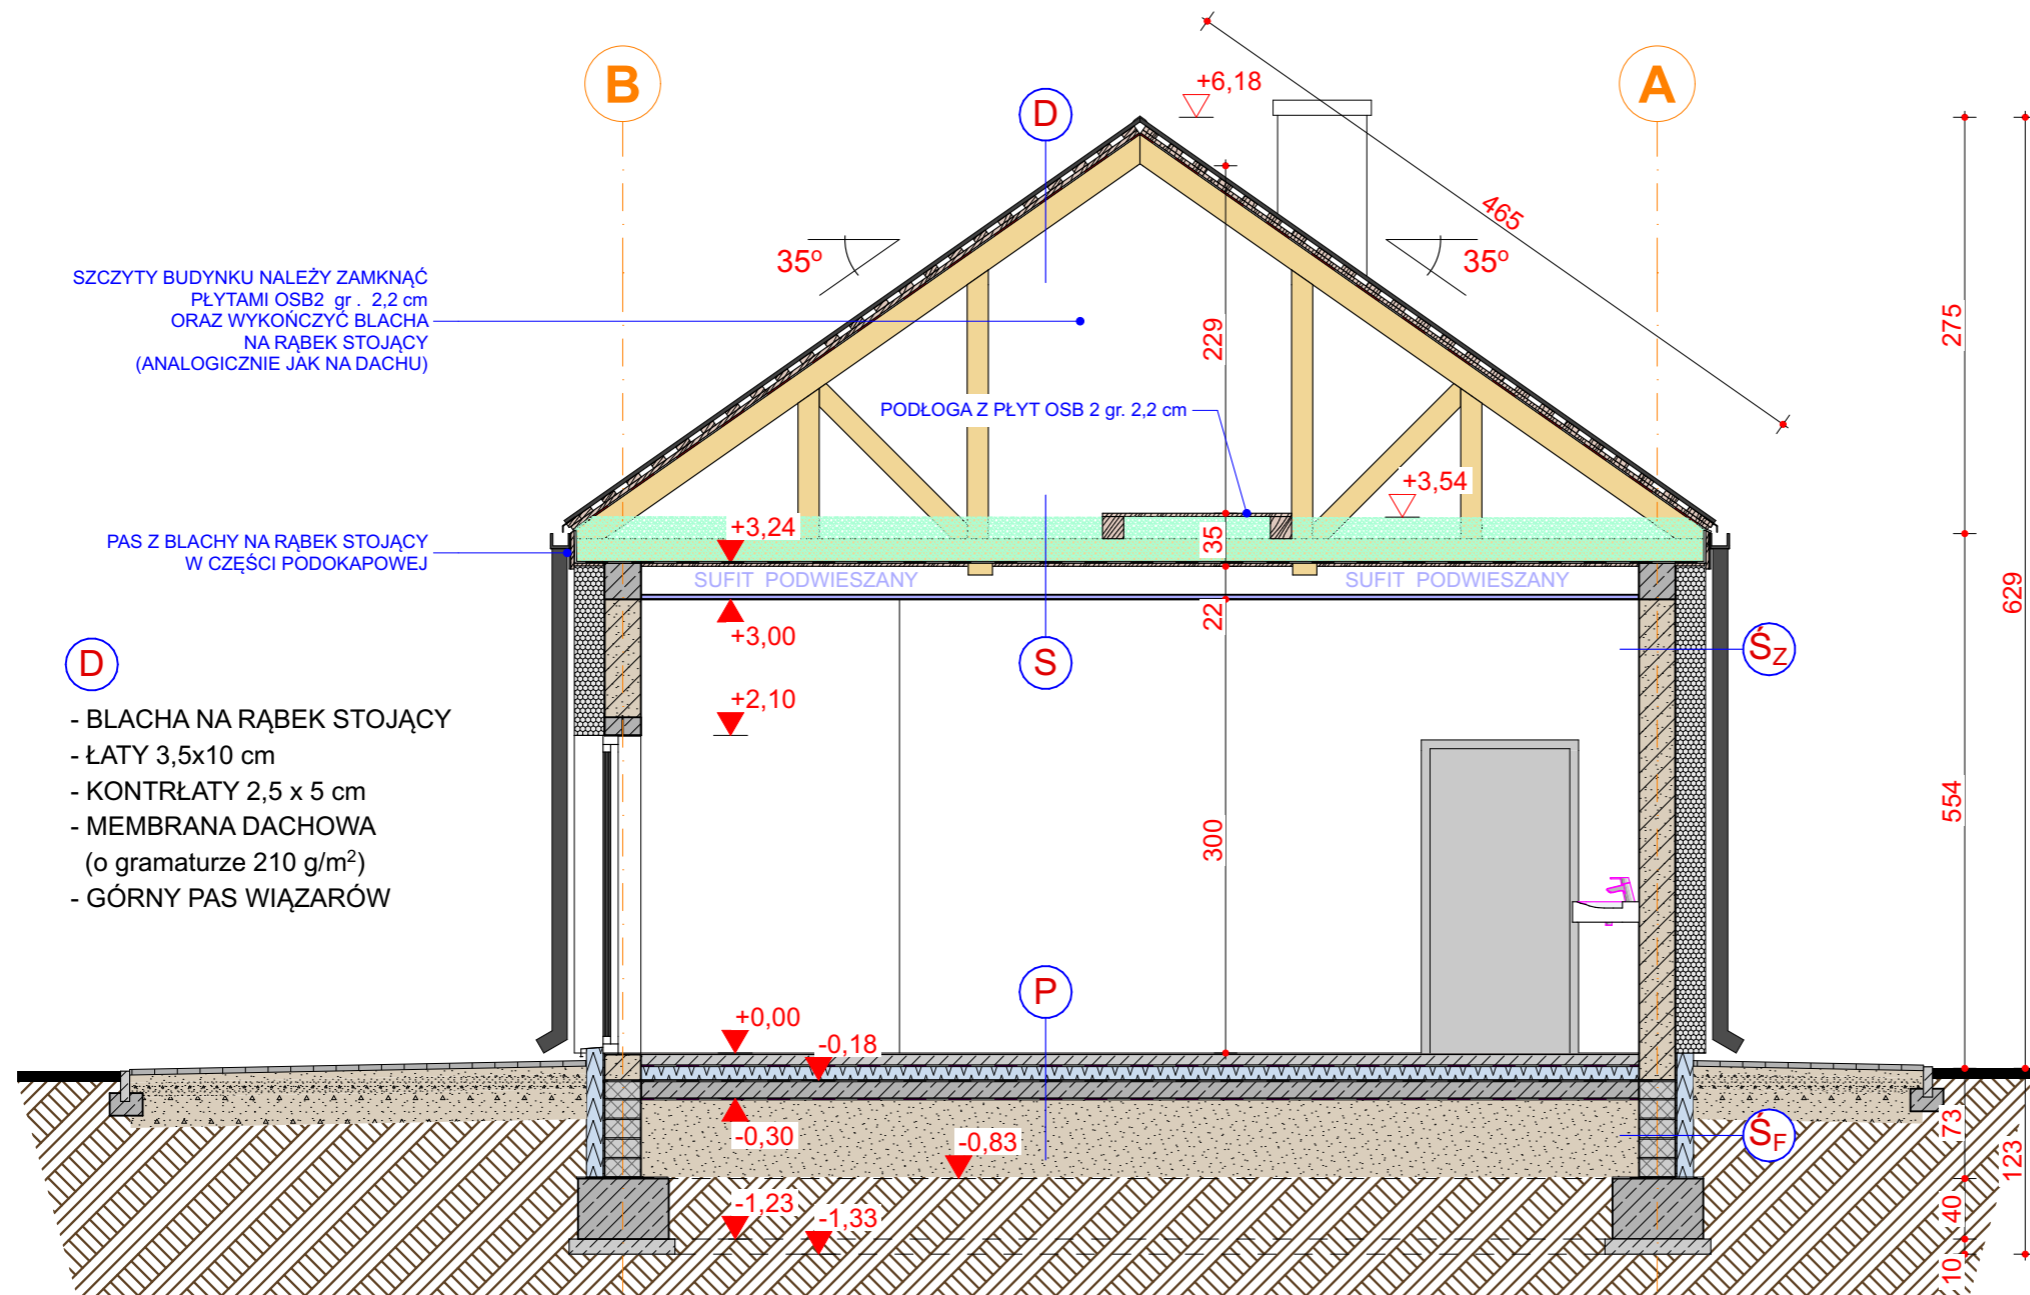 B
A
D
+6,18
465
35º
35º
SZCZYTY BUDYNKU NALEŻY ZAMKNĄĆ
PŁYTAMI OSB2 gr . 2,2 cm
ORAZ WYKOŃCZYĆ BLACHA
NA RĄBEK STOJĄCY
(ANALOGICZNIE JAK NA DACHU)
229
275
PODŁOGA Z PŁYT OSB 2 gr. 2,2 cm
+3,54
+3,24
35
PAS Z BLACHY NA RĄBEK STOJĄCY
W CZĘŚCI PODOKAPOWEJ
SUFIT PODWIESZANY
SUFIT PODWIESZANY
22
629
+3,00
S
ŚZ
D
+2,10
- BLACHA NA RĄBEK STOJĄCY
- ŁATY 3,5x10 cm
- KONTRŁATY 2,5 x 5 cm
- MEMBRANA DACHOWA
(o gramaturze 210 g/m²)
- GÓRNY PAS WIĄZARÓW
300
554
P
+0,00
-0,18
-0,30
-0,83
ŚF
73
123
-1,23
-1,33
40
10